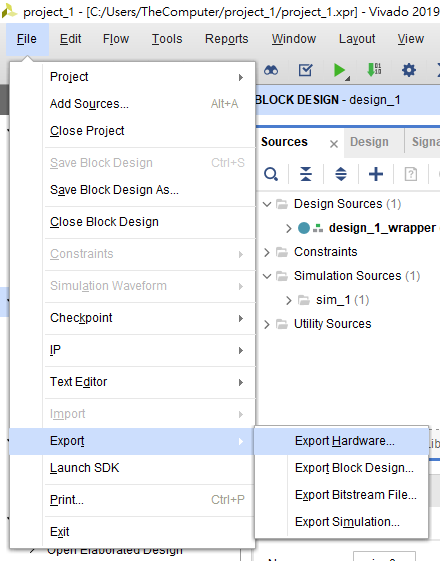 project_1 - [C:/Users/TheComputer/project_1/project_1.xpr] - Vivado 2019
File Edit Flow Tools Reports Window Layout View
BLOCK DESIGN - design_1
Project
Add Sources... Alt+A
Close Project
Save Block Design Ctrl+S
Save Block Design As...
Close Block Design
Constraints
Simulation Waveform
Checkpoint
IP
Text Editor
Import
Export
Launch SDK
Print... Ctrl+P
Exit
Open Elaborated Design
Sources Design Signa
Design Sources (1)
design_1_wrapper
Constraints
Simulation Sources (1)
sim_1 (1)
Utility Sources
Export Hardware...
Export Block Design...
Export Bitstream File...
Export Simulation...